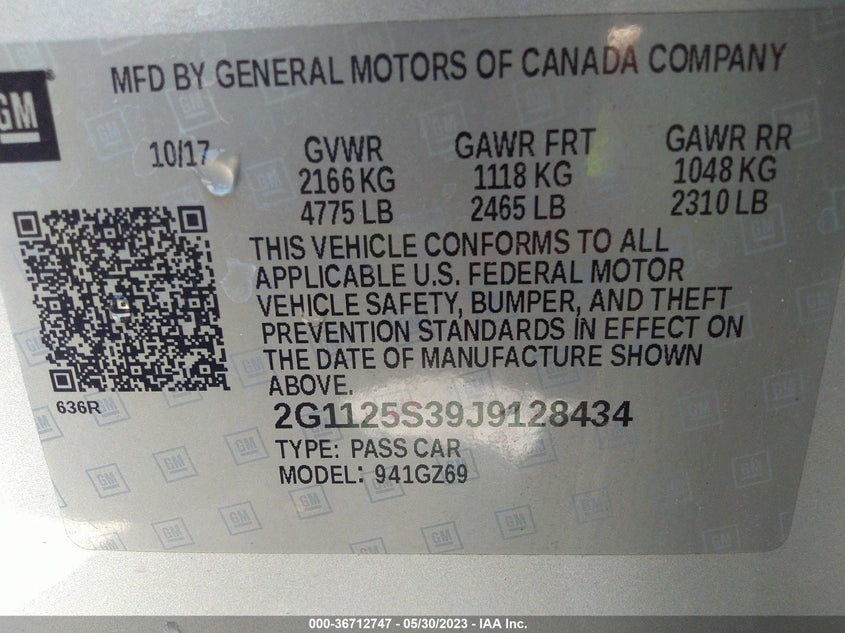 GM
MFD BY GENERAL MOTORS OF CANADA COMPANY
10/17
GVWR
2166 KG
4775 LB
GAWR FRT
1118 KG
2465 LB
GAWR RR
1048 KG
2310 LB
THIS VEHICLE CONFORMS TO ALL
APPLICABLE U.S. FEDERAL MOTOR
VEHICLE SAFETY, BUMPER, AND THEFT
PREVENTION STANDARDS IN EFFECT ON
THE DATE OF MANUFACTURE SHOWN
ABOVE.
636R
2G1125S39J9128434
TYPE: PASS CAR
MODEL: 941GZ69
000-36712747 - 05/30/2023 - IAA Inc.